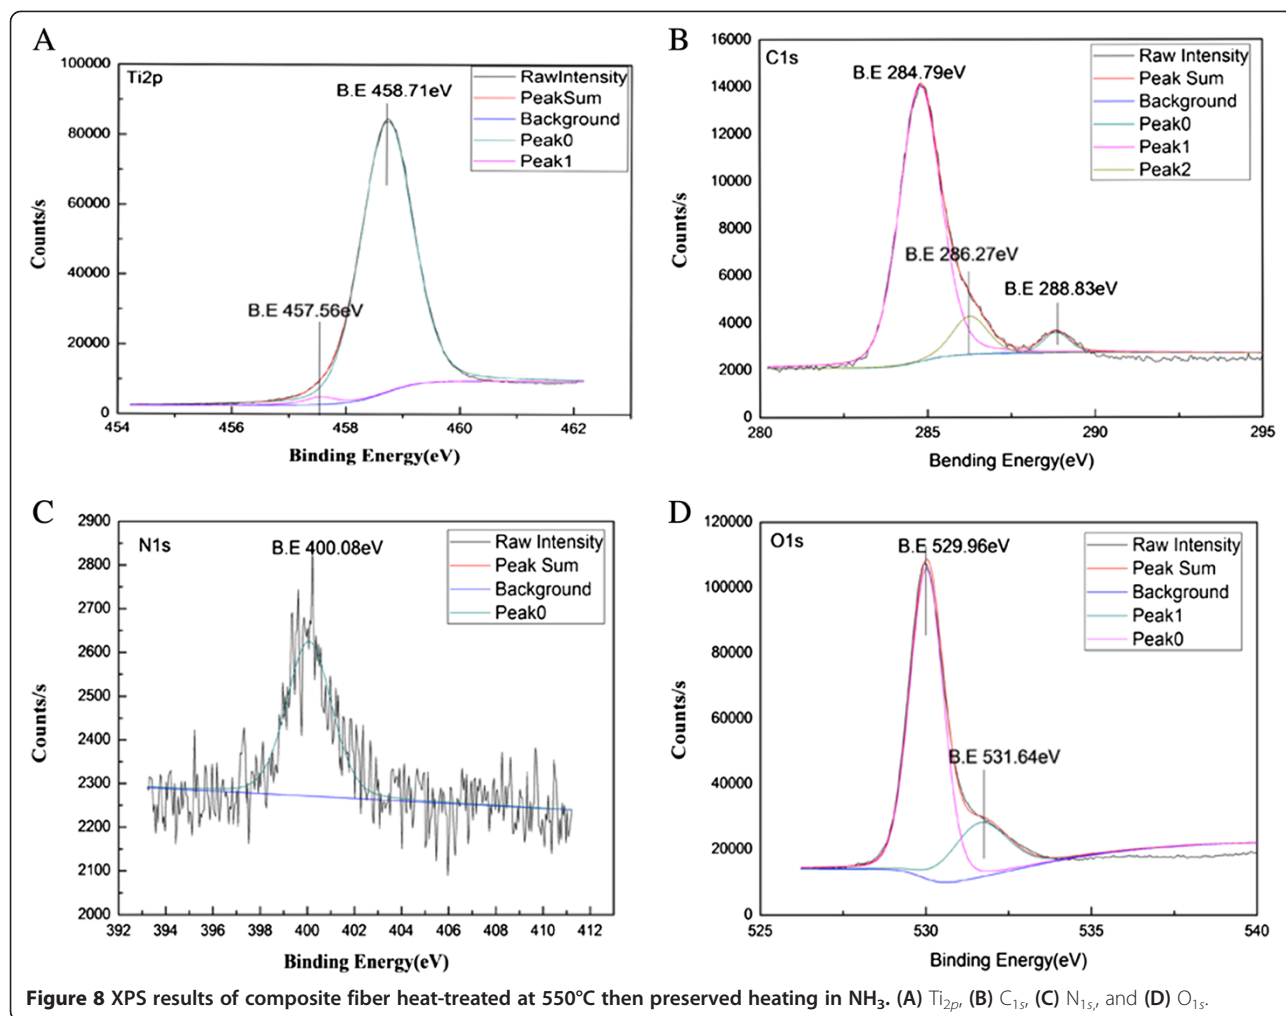 A
Ti2p
B.E 458.71eV
B.E 457.56eV
RawIntensity
PeakSum
Background
Peak0
Peak1
100000
80000
60000
40000
20000
0
Counts/s
454 456 458 460 462
Binding Energy(eV)
B
C1s
B.E 284.79eV
B.E 286.27eV
B.E 288.83eV
Raw Intensity
Peak Sum
Background
Peak0
Peak1
Peak2
16000
14000
12000
10000
8000
6000
4000
2000
0
Counts/s
280 285 290 295
Bending Energy(eV)
C
N1s
B.E 400.08eV
Raw Intensity
Peak Sum
Background
Peak0
2900
2800
2700
2600
2500
2400
2300
2200
2100
2000
Counts/s
392 394 396 398 400 402 404 406 408 410 412
Binding Energy(eV)
D
O1s
B.E 529.96eV
B.E 531.64eV
Raw Intensity
Peak Sum
Background
Peak1
Peak0
120000
100000
80000
60000
40000
20000
0
Counts/s
525 530 535 540
Binding Energy(eV)
Figure 8 XPS results of composite fiber heat-treated at 550°C then preserved heating in NH₃. (A) Ti2p, (B) C1s, (C) N1s,, and (D) O1s.